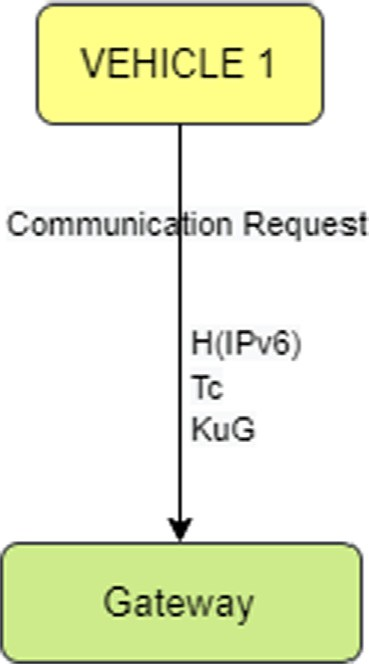 VEHICLE 1
Communication Request
H(IPv6)
Tc
KuG
Gateway